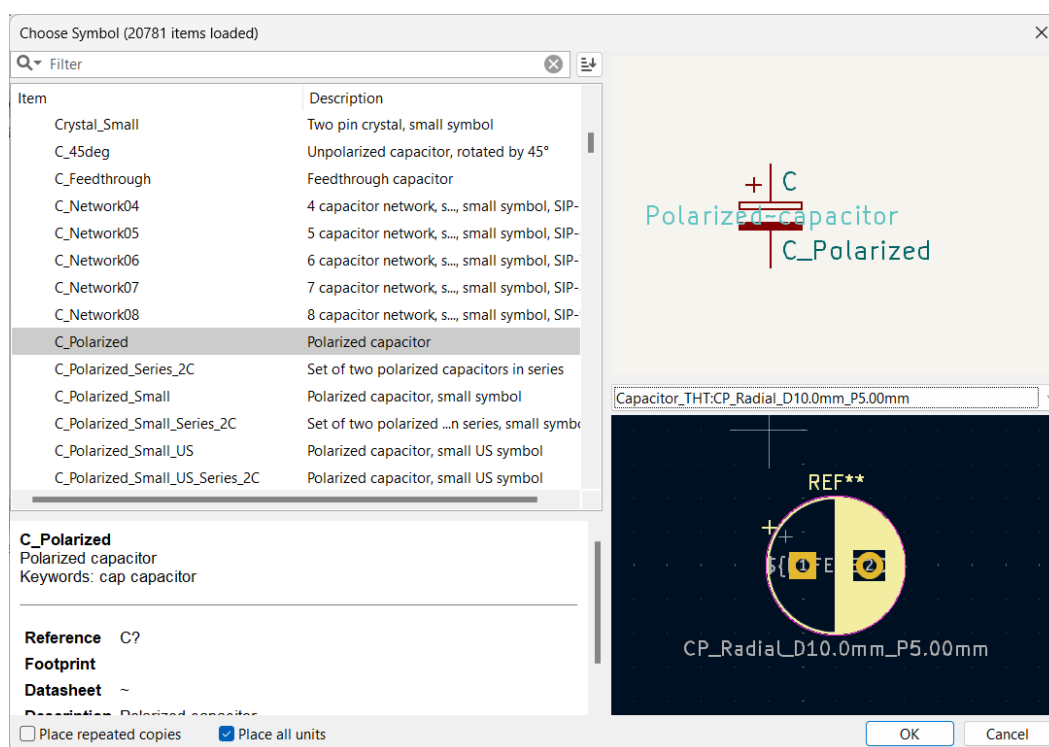 Choose Symbol (20781 items loaded)
Filter
Item Description
Crystal_Small Two pin crystal, small symbol
C_45deg Unpolarized capacitor, rotated by 45°
C_Feedthrough Feedthrough capacitor
C_Network04 4 capacitor network, s..., small symbol, SIP-
C_Network05 5 capacitor network, s..., small symbol, SIP-
C_Network06 6 capacitor network, s..., small symbol, SIP-
C_Network07 7 capacitor network, s..., small symbol, SIP-
C_Network08 8 capacitor network, s..., small symbol, SIP-
C_Polarized Polarized capacitor
C_Polarized_Series_2C Set of two polarized capacitors in series
C_Polarized_Small Polarized capacitor, small symbol
C_Polarized_Small_Series_2C Set of two polarized ...n series, small symbo
C_Polarized_Small_US Polarized capacitor, small US symbol
C_Polarized_Small_US_Series_2C Polarized capacitor, small US symbol
C_Polarized
Polarized capacitor
Keywords: cap capacitor
Reference C?
Footprint
Datasheet ~
Description Polarized capacitor
Place repeated copies Place all units
+ C
Polarized~capacitor
C_Polarized
Capacitor_THT:CP_Radial_D10.0mm_P5.00mm
REF**
+
1 2
CP_Radial_D10.0mm_P5.00mm
OK Cancel